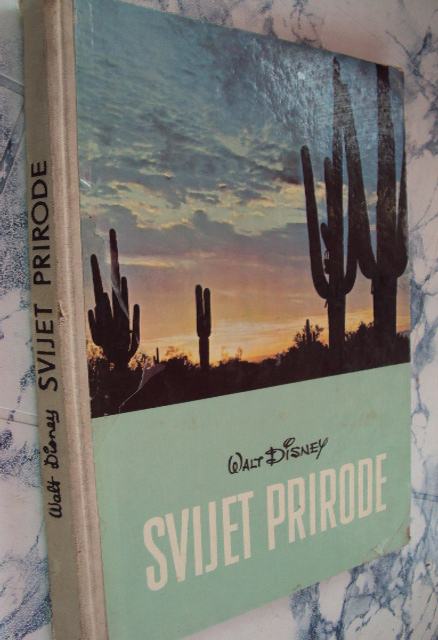 Walt Disney SVIJET PRIRODE
WALT DISNEY
SVIJET PRIRODE